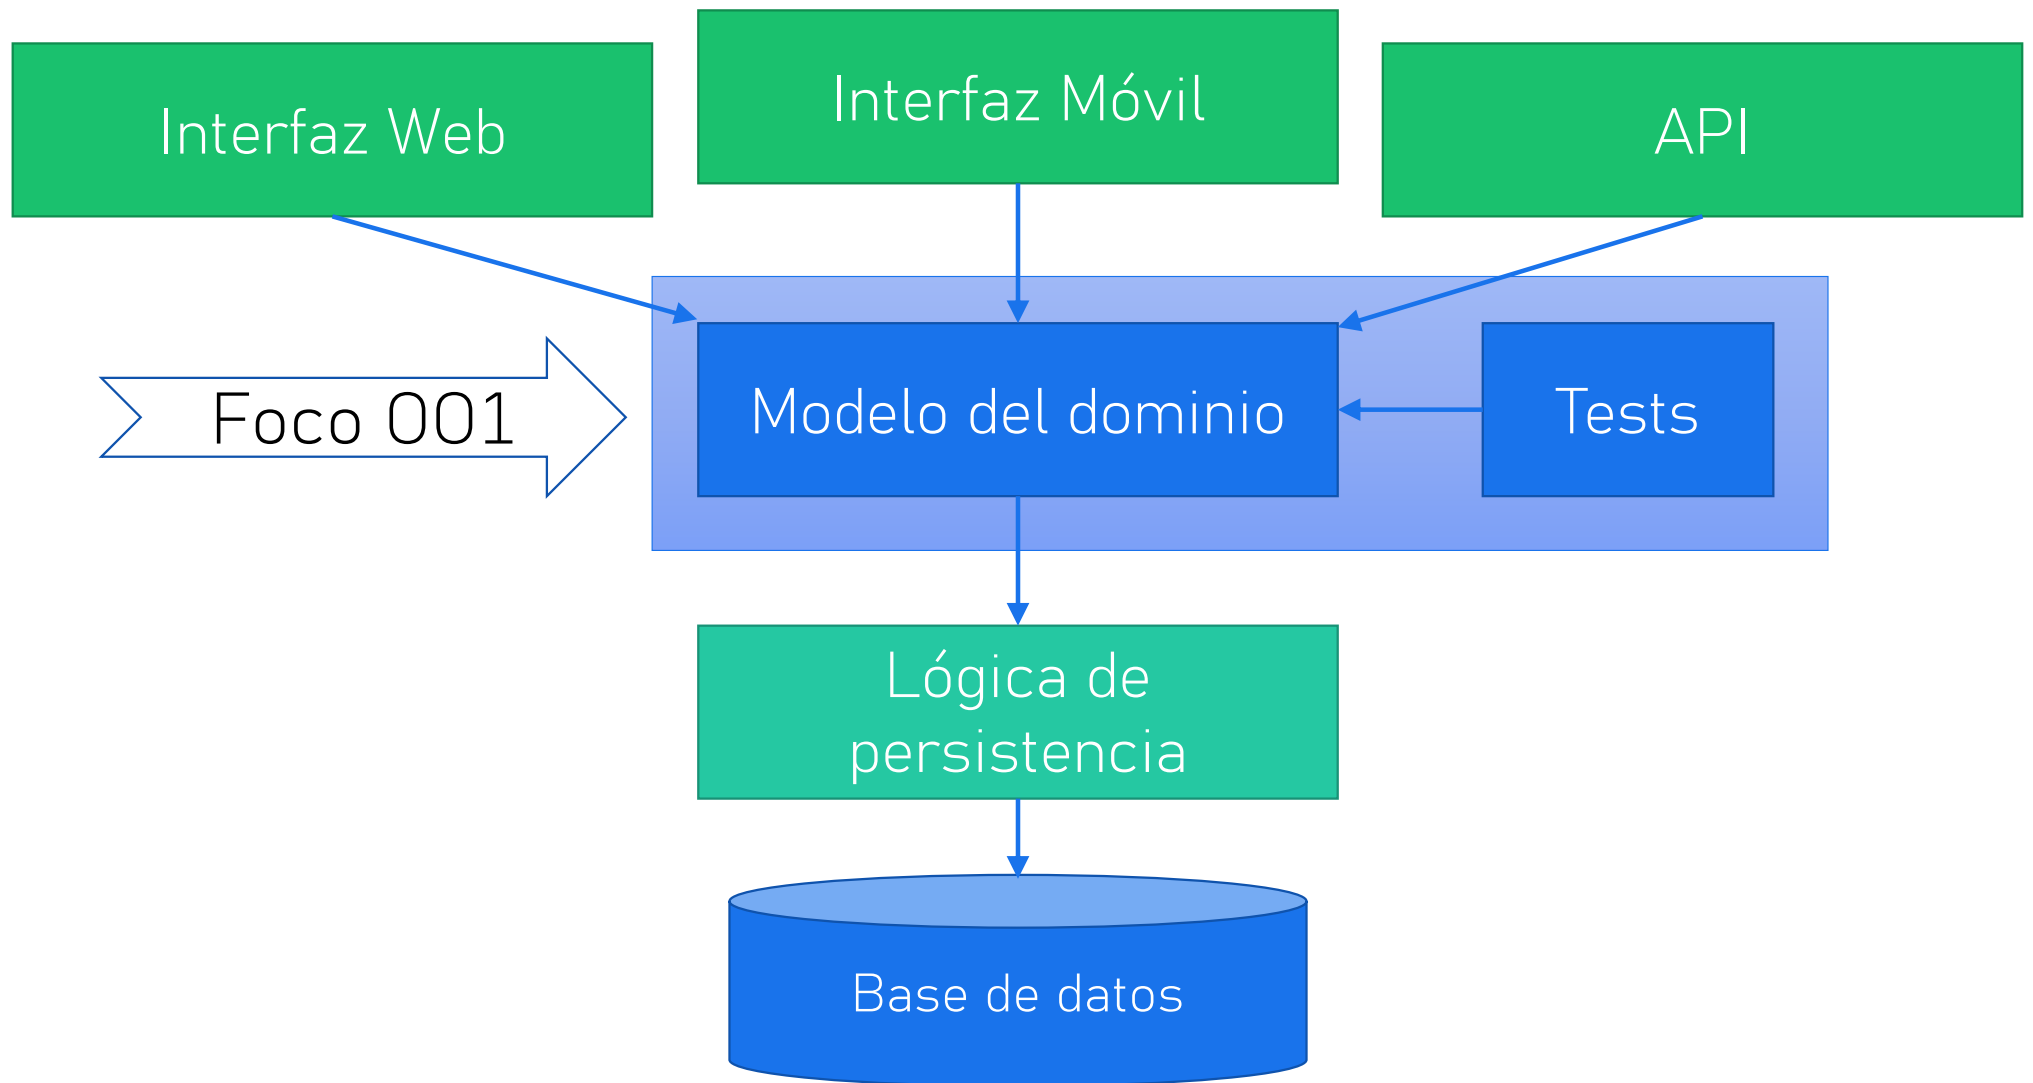 Interfaz Web
Interfaz Móvil
API
Foco 001
Modelo del dominio
Tests
Lógica de
persistencia
Base de datos